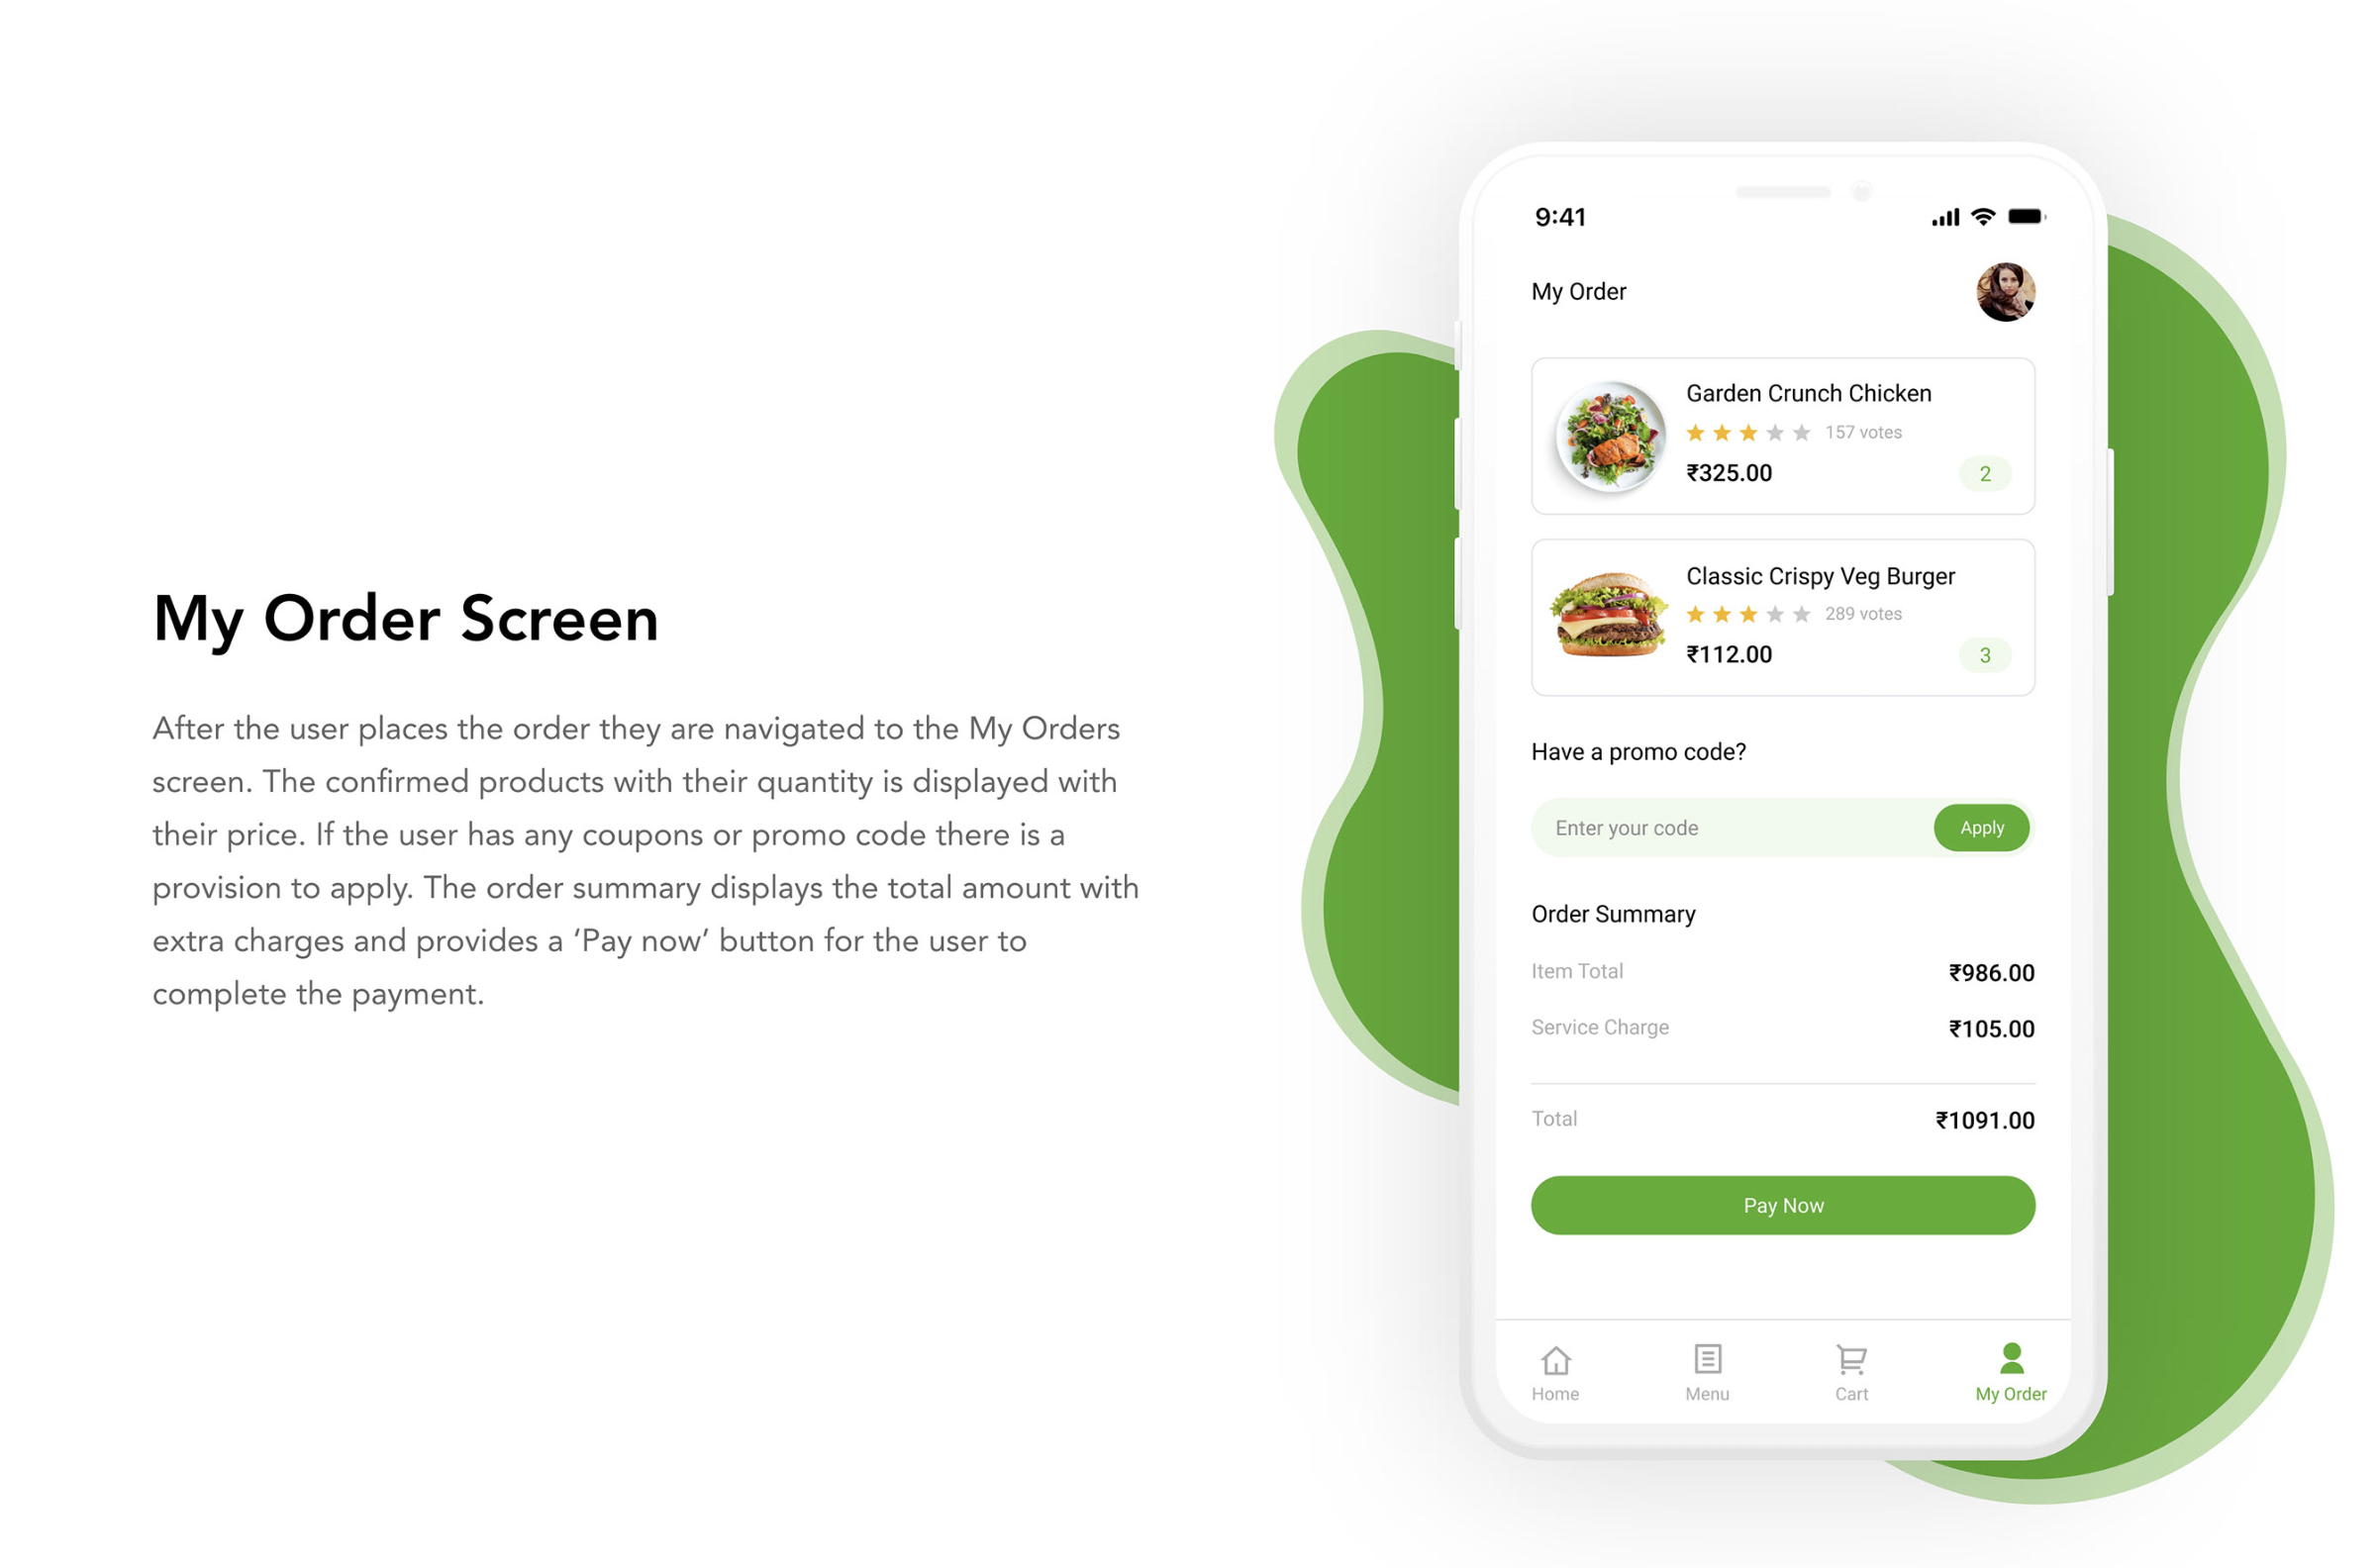 My Order Screen
After the user places the order they are navigated to the My Orders
screen. The confirmed products with their quantity is displayed with
their price. If the user has any coupons or promo code there is a
provision to apply. The order summary displays the total amount with
extra charges and provides a ‘Pay now’ button for the user to
complete the payment.
9:41
My Order
Garden Crunch Chicken
157 votes
₹325.00 2
Classic Crispy Veg Burger
289 votes
₹112.00 3
Have a promo code?
Enter your code Apply
Order Summary
Item Total ₹986.00
Service Charge ₹105.00
Total ₹1091.00
Pay Now
Home Menu Cart My Order